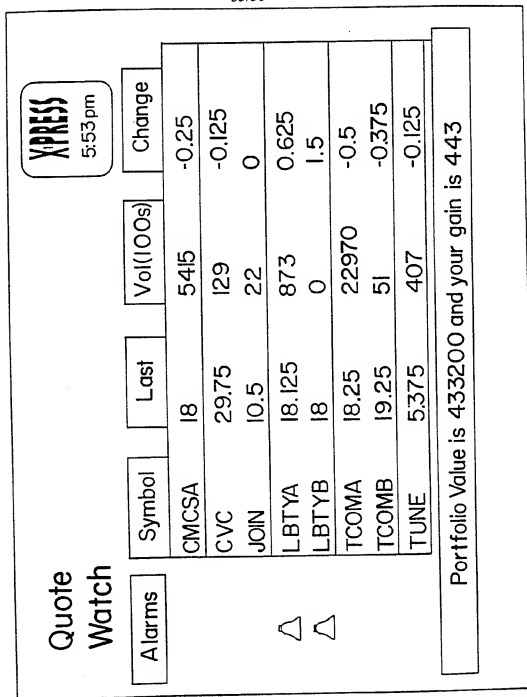 Quote
Watch
XPRESS
5:53pm
Alarms Symbol Last Vol(100s) Change
CMCSA 18 5415 -0.25
CVC 29.75 129 -0.125
JOIN 10.5 22 0
LBTYA 18.125 873 0.625
LBTYB 18 0 1.5
TCOMA 18.25 22970 -0.5
TCOMB 19.25 51 -0.375
TUNE 5.375 407 -0.125
Portfolio Value is 433200 and your gain is 443